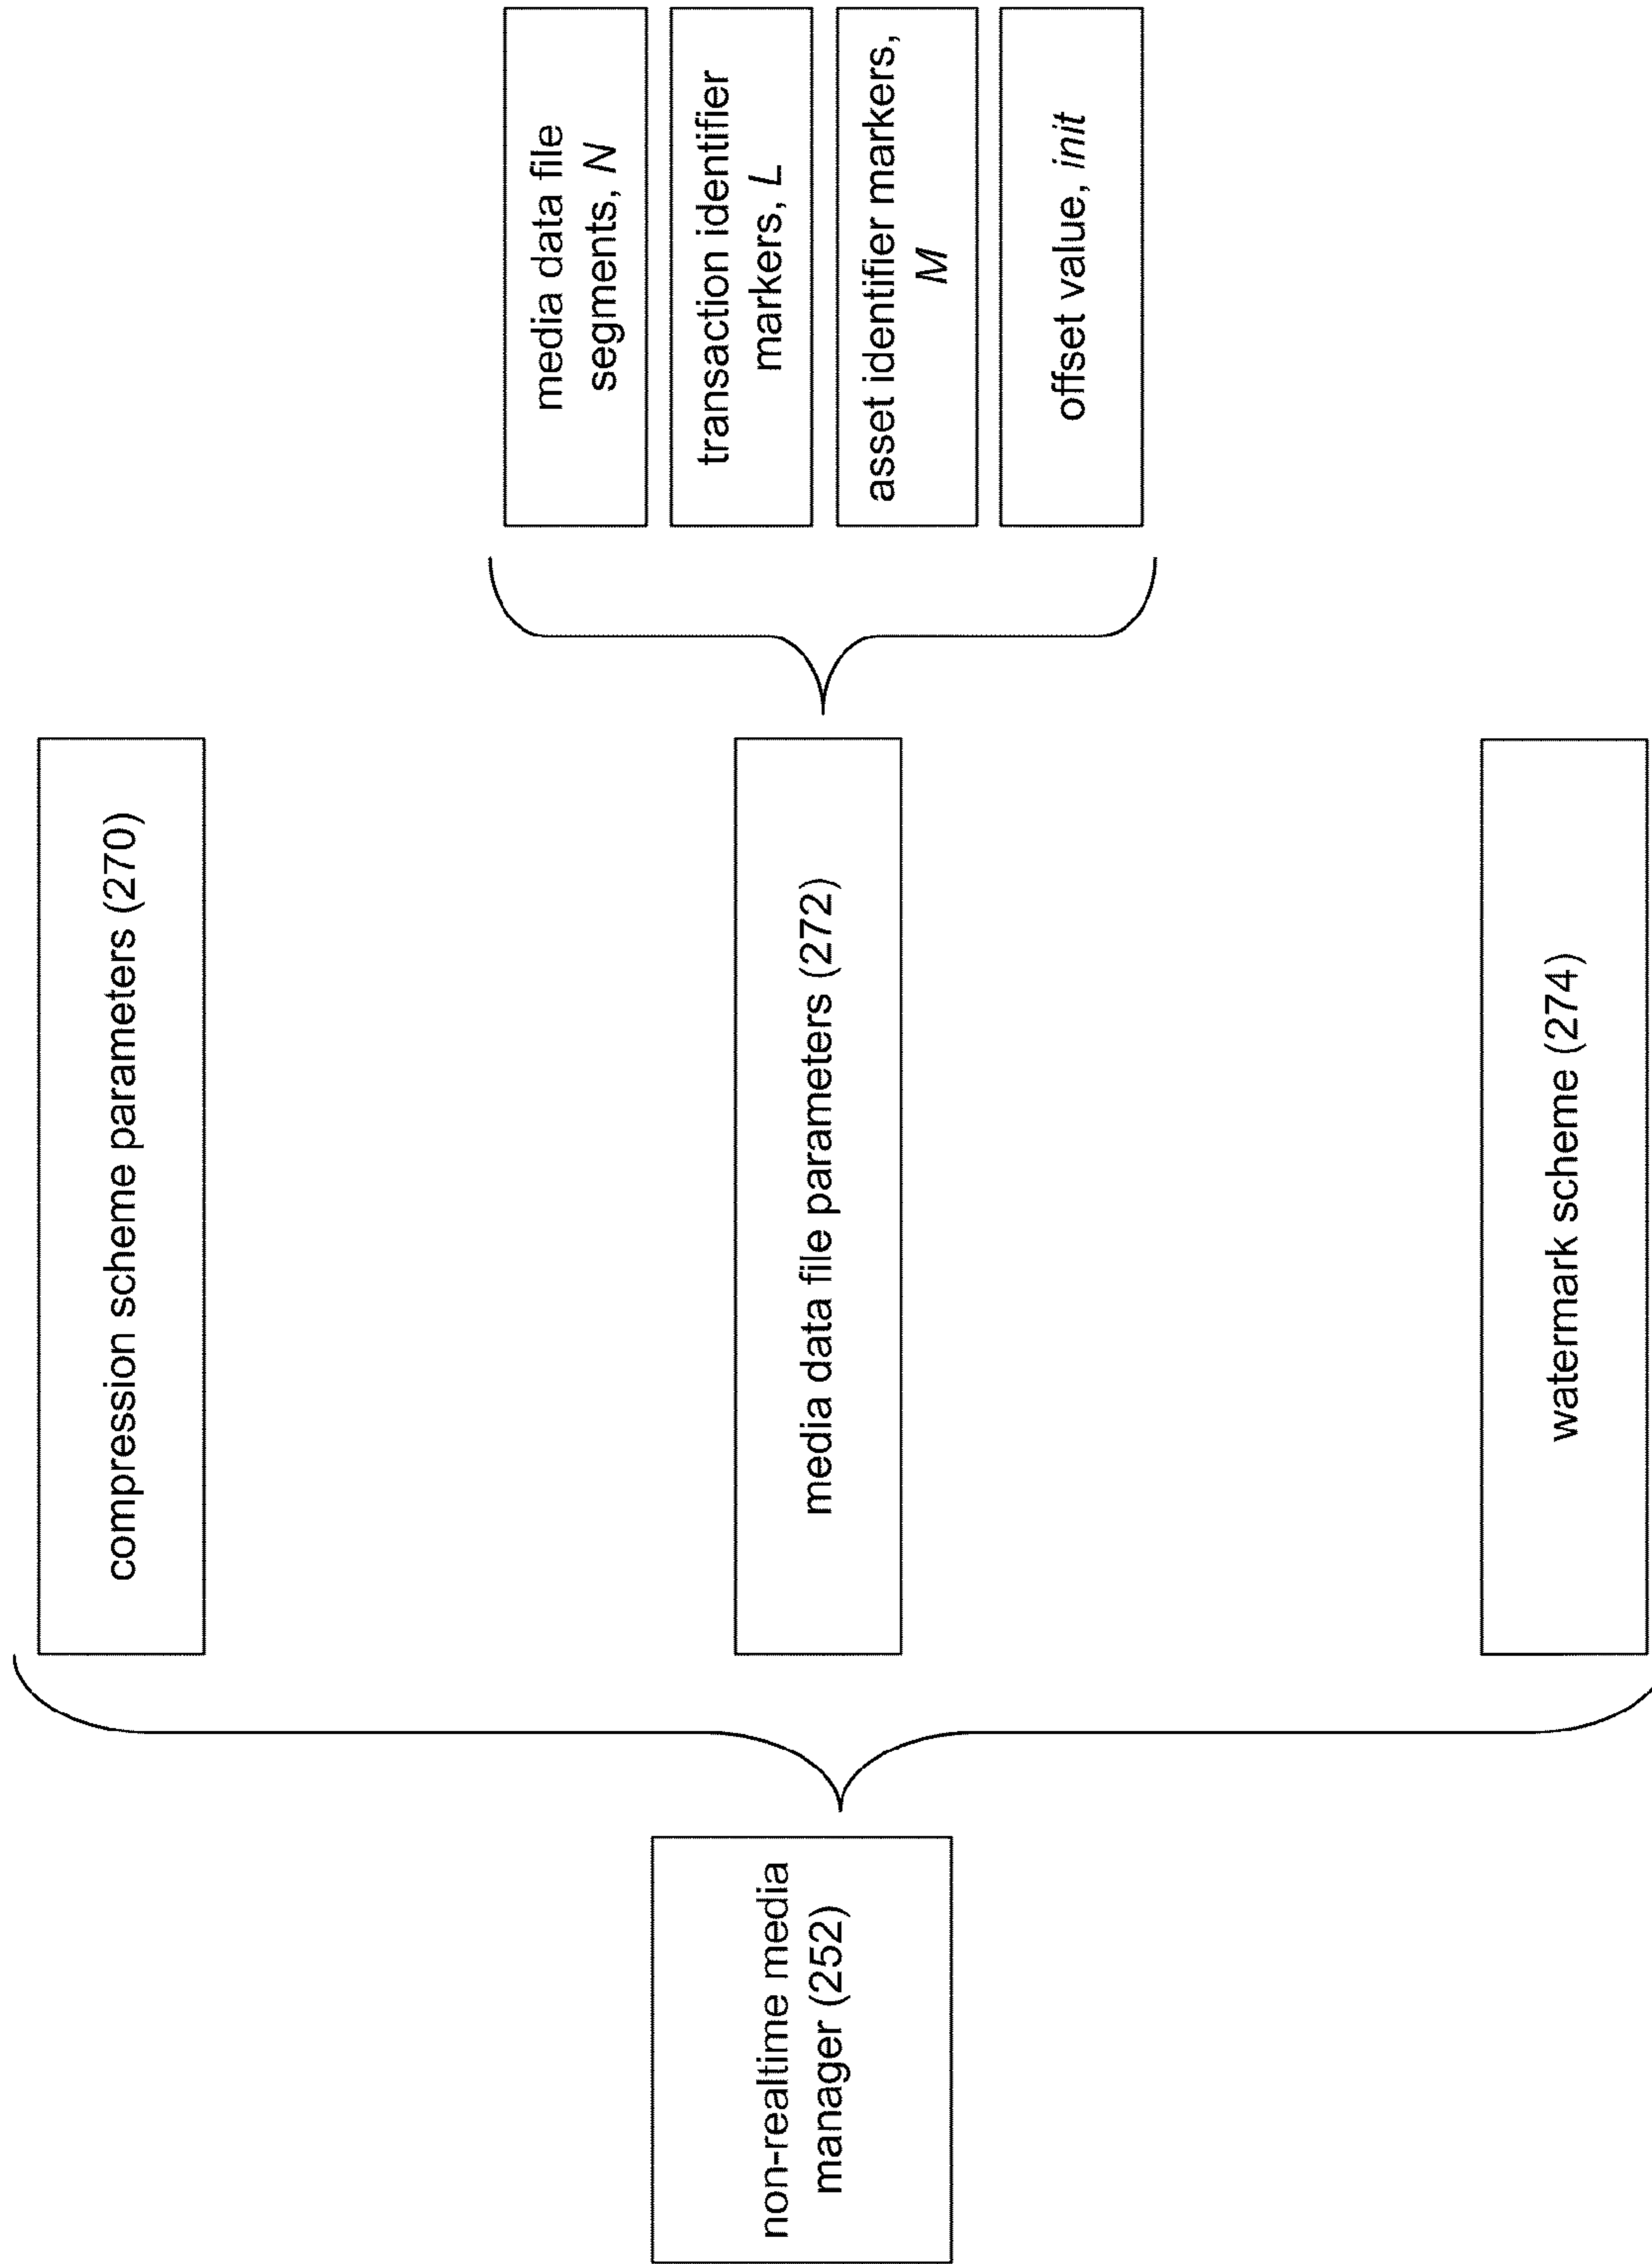 non-realtime media
manager (252)
compression scheme parameters (270)
media data file parameters (272)
watermark scheme (274)
media data file
segments, N
transaction identifier
markers, L
asset identifier markers,
M
offset value, init